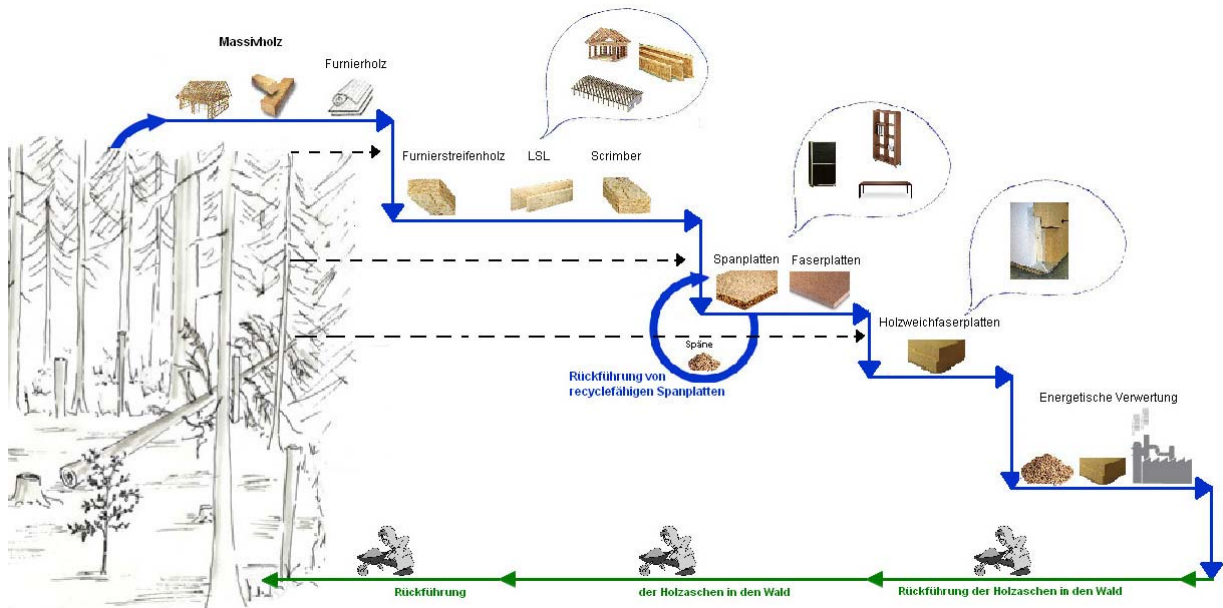 Massivholz
Furnierholz
Furnierstreifenholz
LSL
Scrimber
Spanplatten
Faserplatten
Holzweichfaserplatten
Späne
Rückführung von
recyclefähigen Spanplatten
Energetische Verwertung
Rückführung
der Holzaschen in den Wald
Rückführung der Holzaschen in den Wald